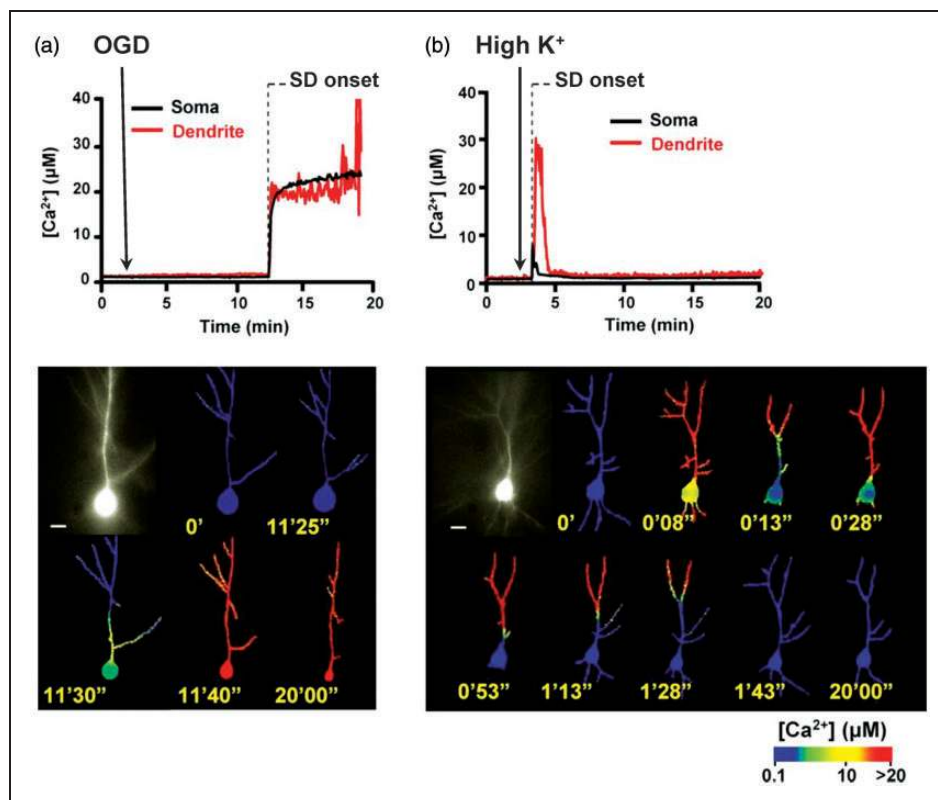 (a) OGD
SD onset
Soma
Dendrite
[Ca²⁺] (μM)
40
30
20
10
0
0 5 10 15 20
Time (min)
(b) High K⁺
SD onset
Soma
Dendrite
[Ca²⁺] (μM)
40
30
20
10
0
0 5 10 15 20
Time (min)
0' 11'25"
11'30" 11'40" 20'00"
0' 0'08" 0'13" 0'28"
0'53" 1'13" 1'28" 1'43" 20'00"
[Ca²⁺] (μM)
0.1 10 >20